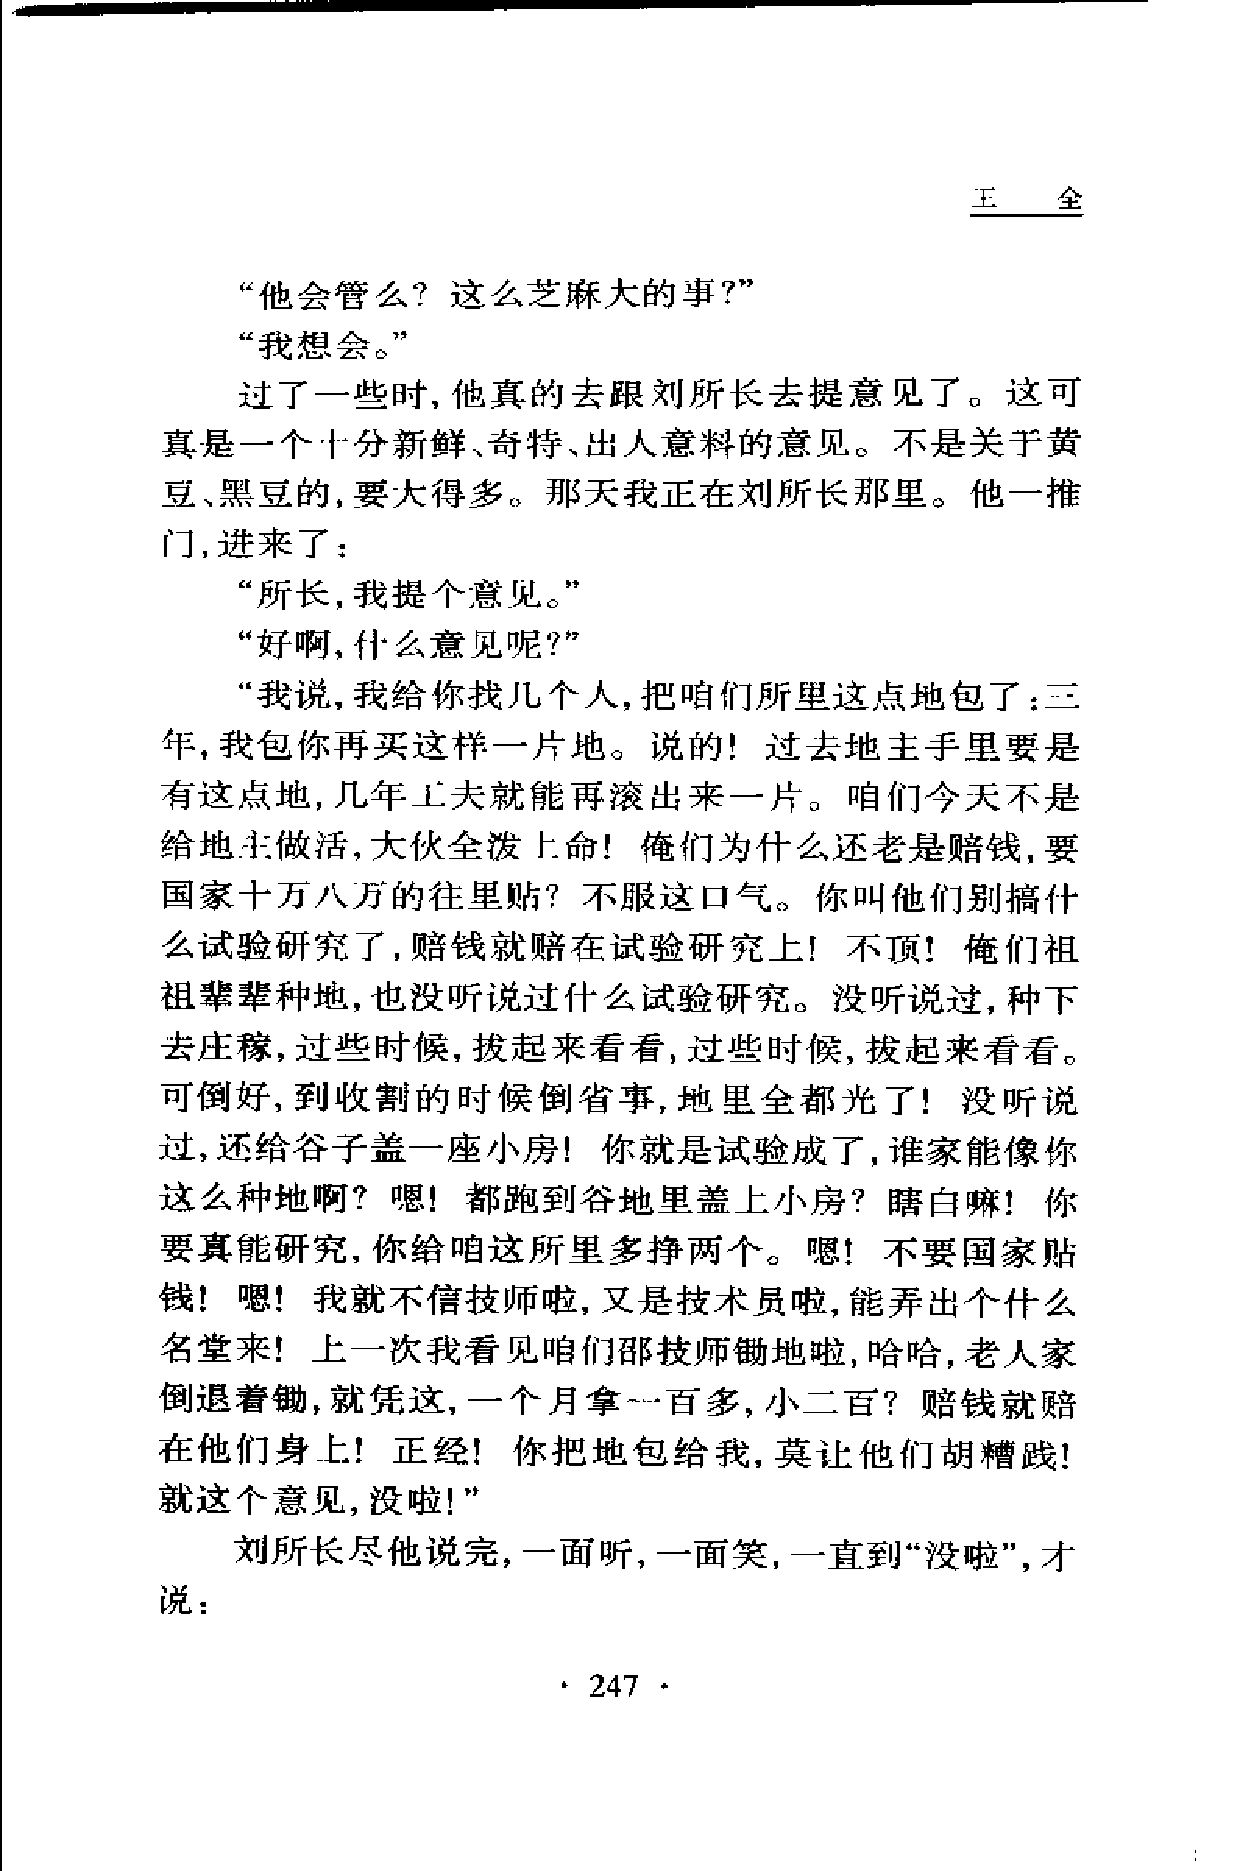 王 全
“他会管么？这么芝麻大的事？”
“我想会。”
过了一些时，他真的去跟刘所长去提意见了。这可
真是一个十分新鲜、奇特、出人意料的意见。不是关于黄
豆、黑豆的，要大得多。那天我正在刘所长那里。他一推
门，进来了：
“所长，我提个意见。”
“好啊，什么意见呢？”
“我说，我给你找几个人，把咱们所里这点地包了；三
年，我包你再买这样一片地。说的！过去地主手里要是
有这点地，几年工夫就能再滚出来一片。咱们今天不是
给地主做活，大伙全泼上命！俺们为什么还老是赔钱，要
国家十万八万的往里贴？不服这口气。你叫他们别搞什
么试验研究了，赔钱就赔在试验研究上！不顶！俺们祖
祖辈辈种地，也没听说过什么试验研究。没听说过，种下
去庄稼，过些时候，拔起来看看，过些时候，拔起来看看。
可倒好，到收割的时候倒省事，地里全都光了！没听说
过，还给谷子盖一座小房！你就是试验成了，谁家能像你
这么种地啊？嗯！都跑到谷地里盖上小房？瞎白嘛！你
要真能研究，你给咱这所里多挣两个。嗯！不要国家贴
钱！嗯！我就不信技师啦，又是技术员啦，能弄出个什么
名堂来！上一次我看见咱们邵技师锄地啦，哈哈，老人家
倒退着锄，就凭这，一个月拿一百多，小二百？赔钱就赔
在他们身上！正经！你把地包给我，莫让他们胡糟践！
就这个意见，没啦！”
刘所长尽他说完，一面听，一面笑，一直到“没啦”，才
说：
· 247 ·